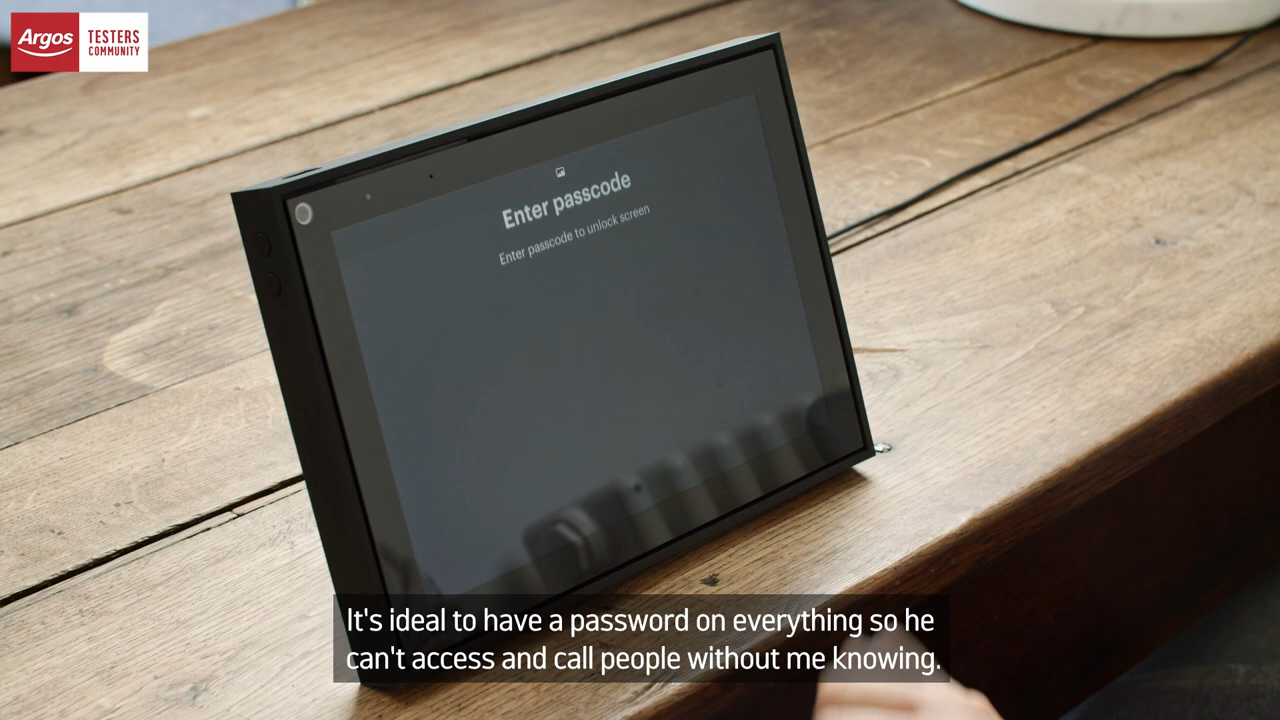 Argos
TESTERS
COMMUNITY
Enter passcode
Enter passcode to unlock screen
It's ideal to have a password on everything so he
can't access and call people without me knowing.